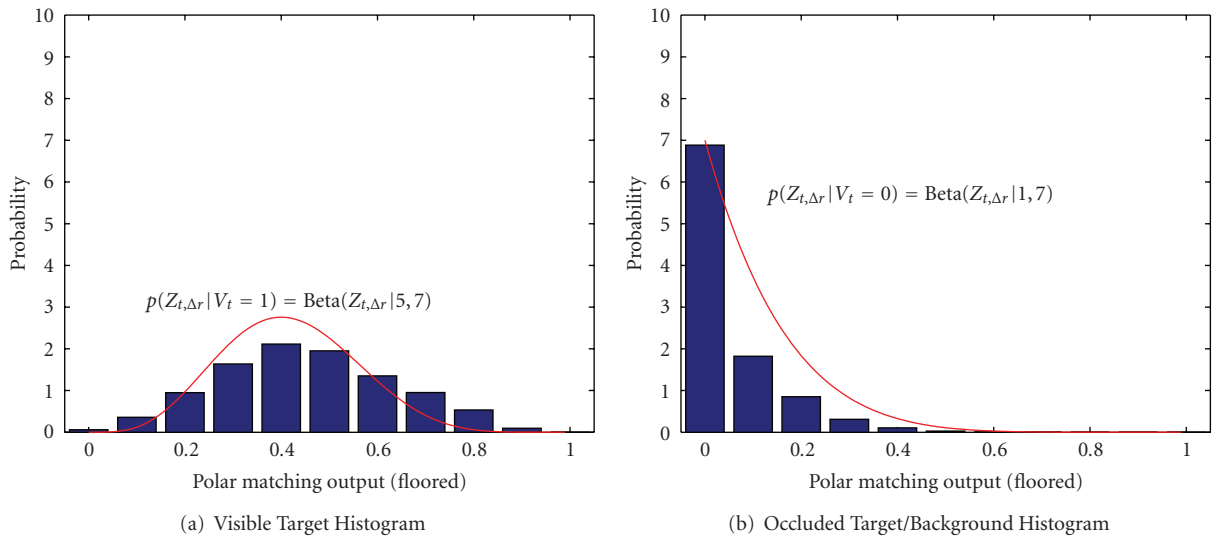 10
9
8
7
6
5
4
3
2
1
0
Probability
p(Z_{t,Δr}|V_t = 1) = Beta(Z_{t,Δr}|5, 7)
0 0.2 0.4 0.6 0.8 1
Polar matching output (floored)
(a) Visible Target Histogram
10
9
8
7
6
5
4
3
2
1
0
Probability
p(Z_{t,Δr}|V_t = 0) = Beta(Z_{t,Δr}|1, 7)
0 0.2 0.4 0.6 0.8 1
Polar matching output (floored)
(b) Occluded Target/Background Histogram